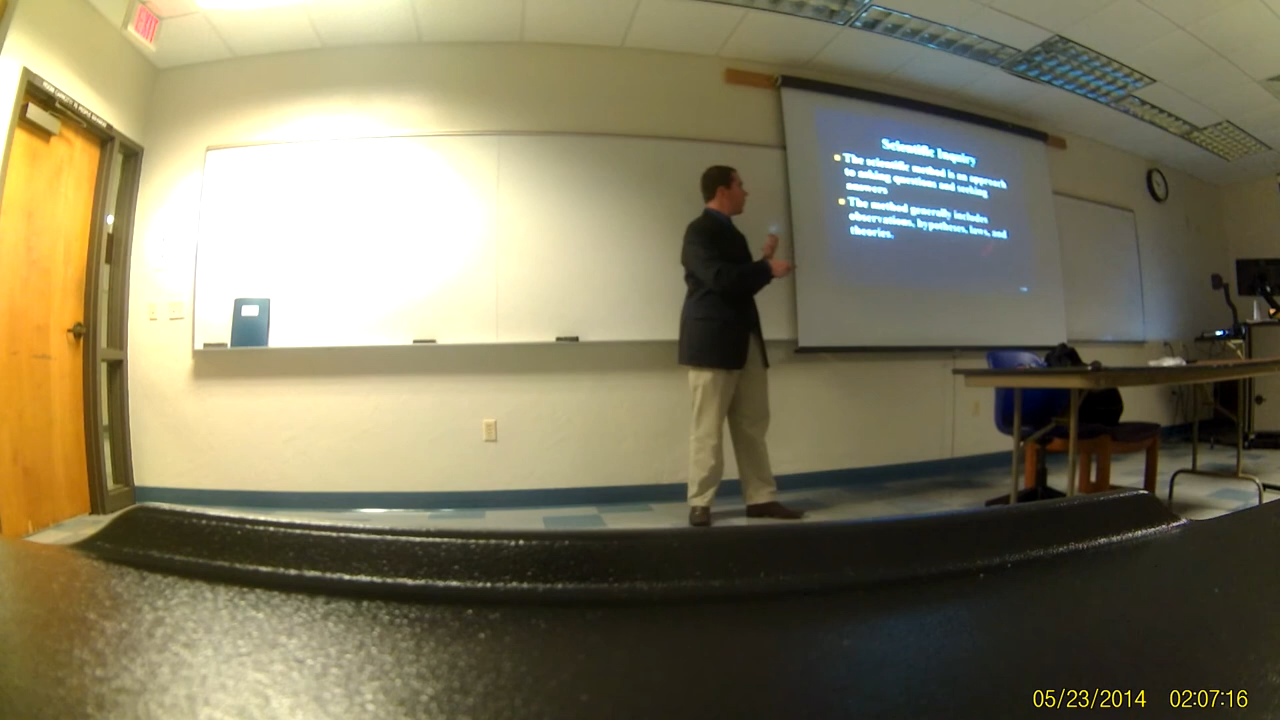 EXIT
Scientific Inquiry
The scientific method is an approach
to asking questions and seeking
answers
The method generally includes
observations, hypotheses, laws, and
theories.
05/23/2014 02:07:16